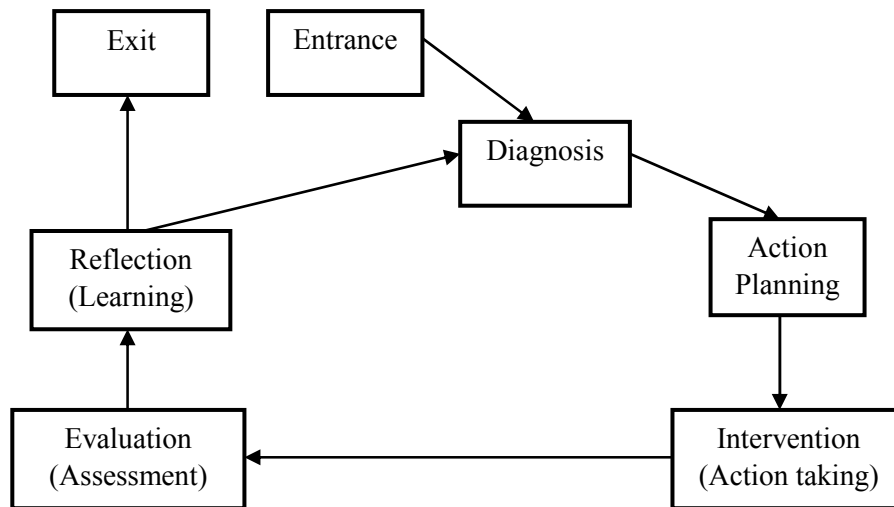 Exit
Entrance
Diagnosis
Action
Planning
Reflection
(Learning)
Evaluation
(Assessment)
Intervention
(Action taking)